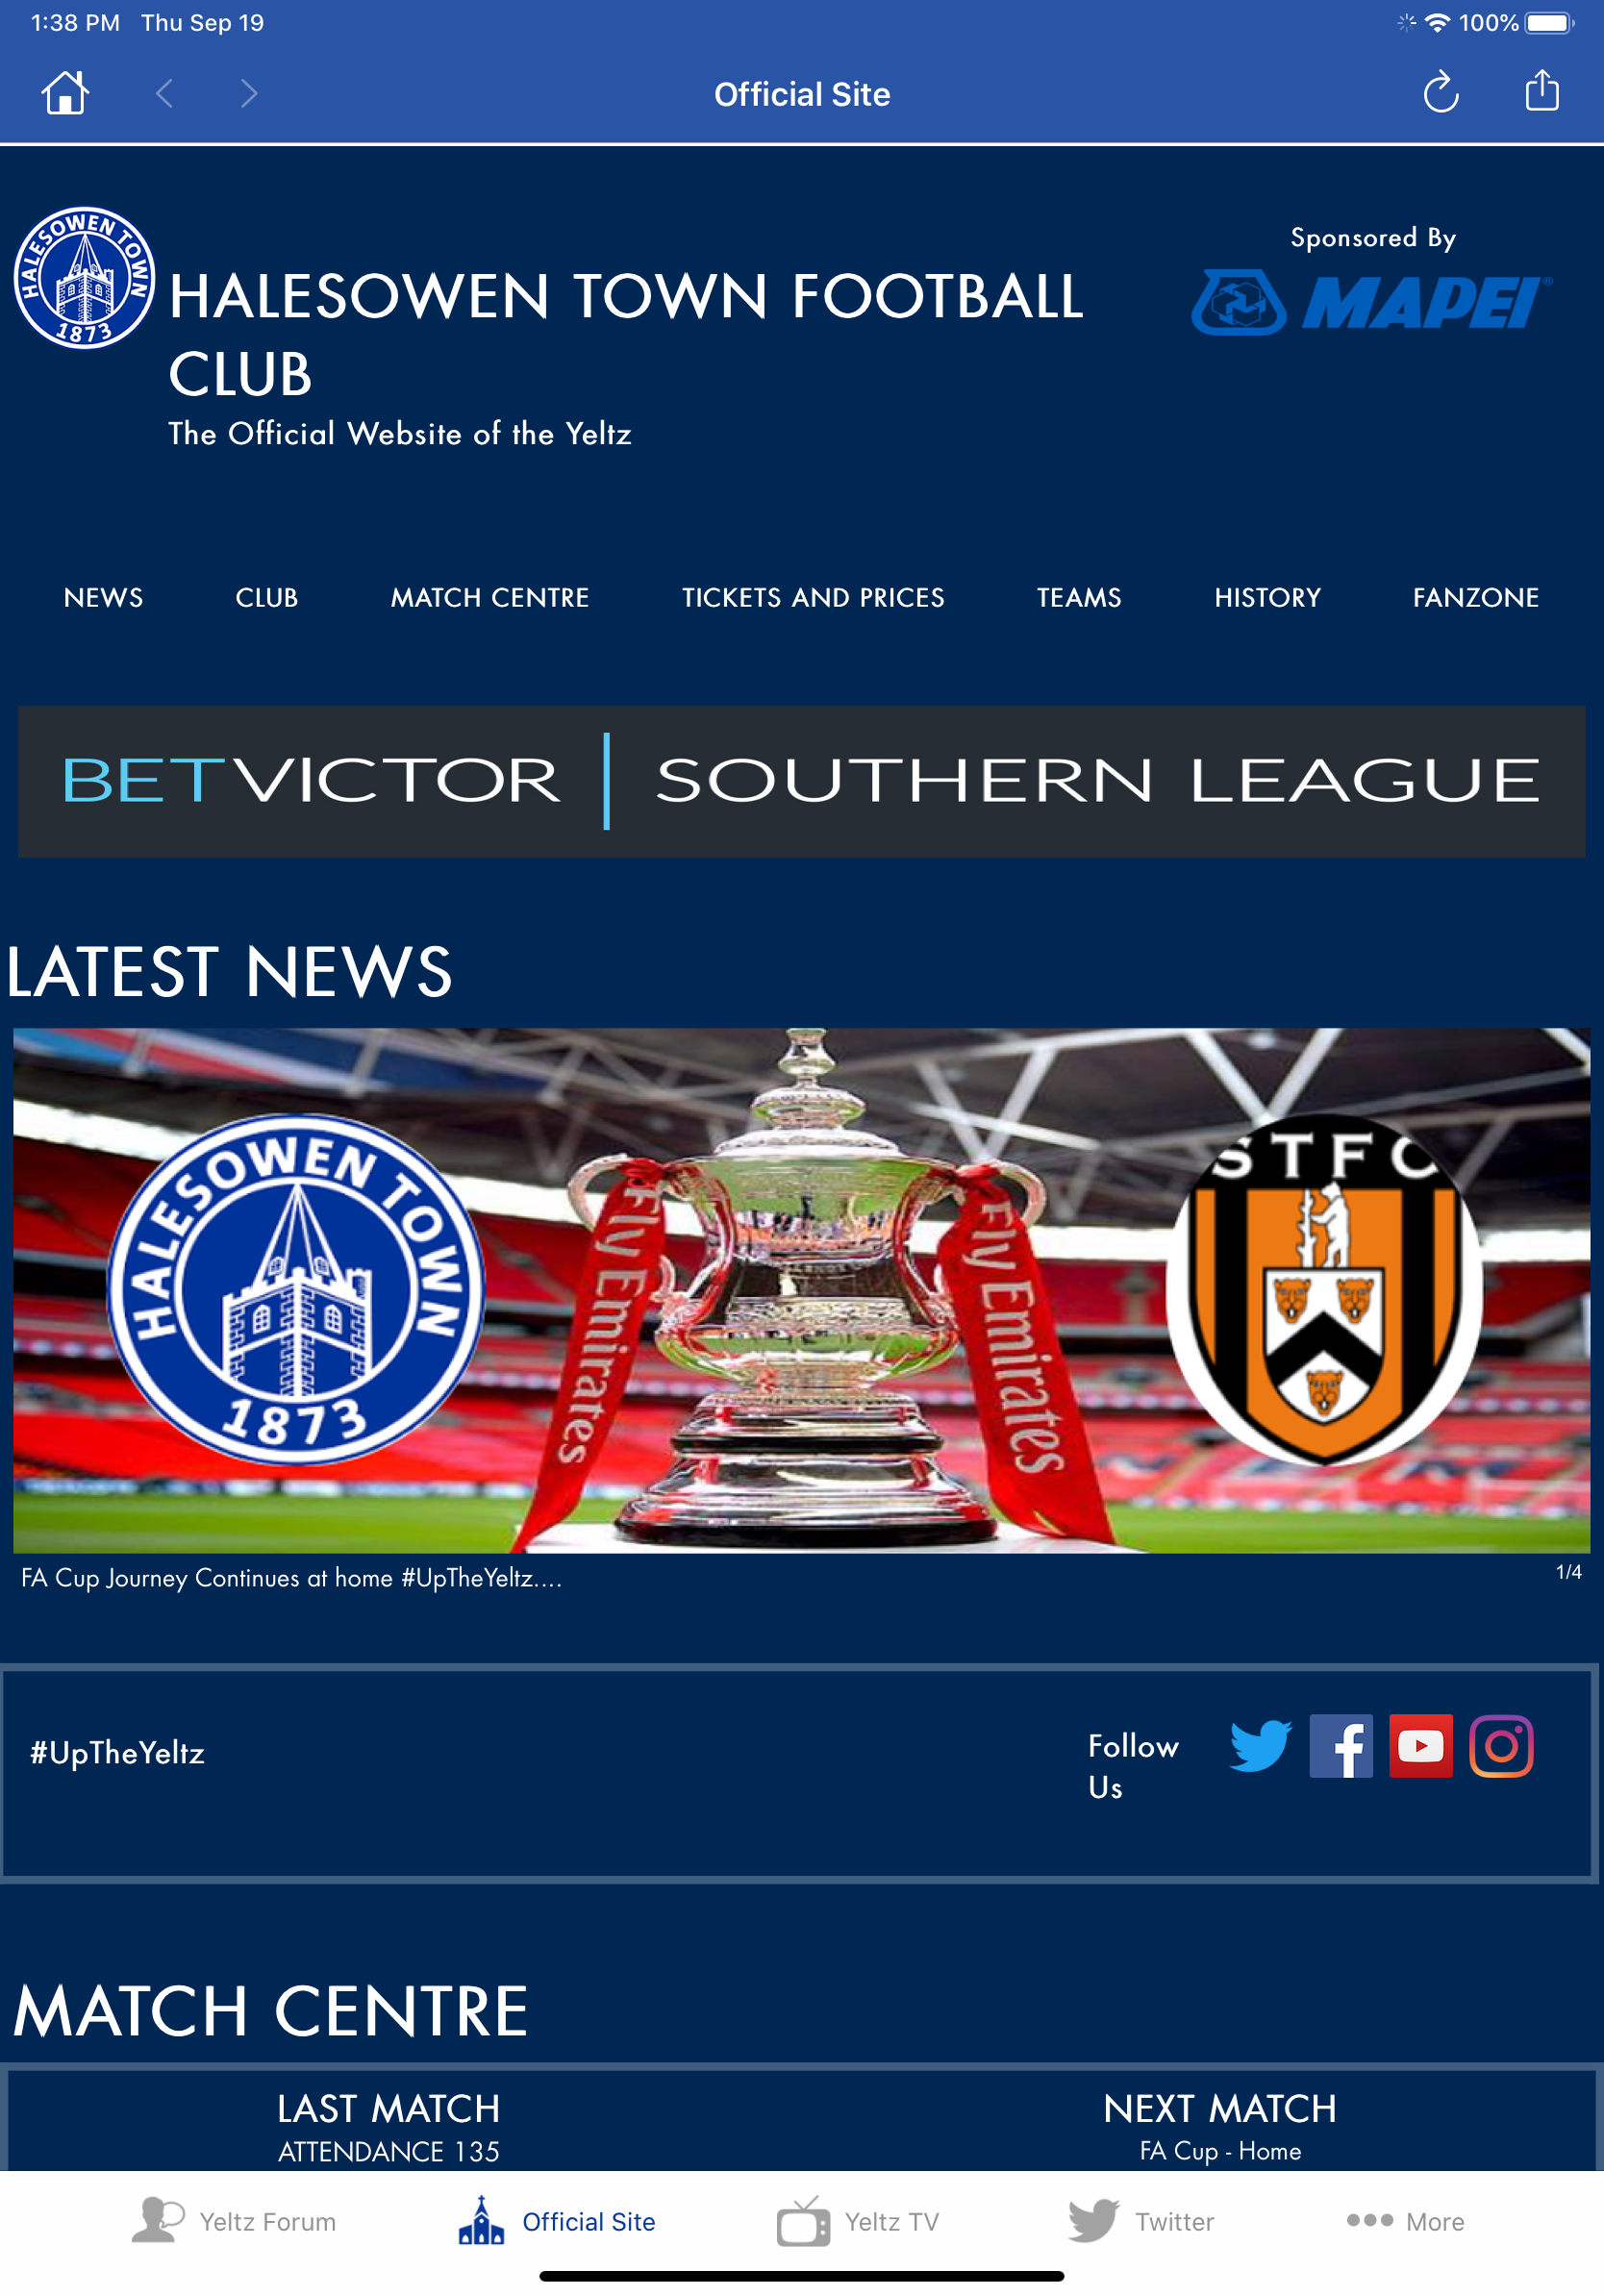 1:38 PM Thu Sep 19 100%
Official Site
HALESOWEN TOWN
1873
HALESOWEN TOWN FOOTBALL
CLUB
The Official Website of the Yeltz
Sponsored By
MAPEI®
NEWS CLUB MATCH CENTRE TICKETS AND PRICES TEAMS HISTORY FANZONE
BETVICTOR | SOUTHERN LEAGUE
LATEST NEWS
HALESOWEN TOWN
1873
Fly Emirates
Fly Emirates
STFC
FA Cup Journey Continues at home #UpTheYeltz....
1/4
#UpTheYeltz
Follow
Us
MATCH CENTRE
LAST MATCH
ATTENDANCE 135
NEXT MATCH
FA Cup - Home
Yeltz Forum Official Site Yeltz TV Twitter More